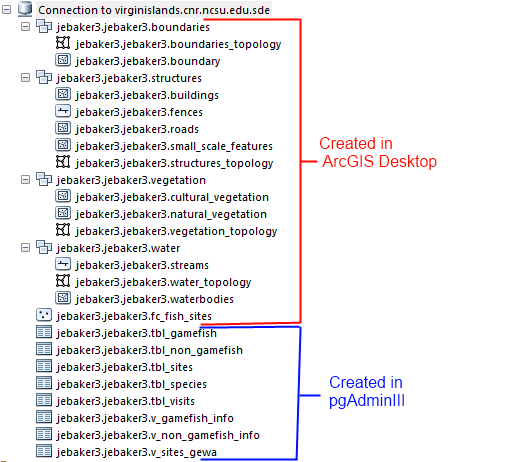 Connection to virginislands.cnr.ncsu.edu.sde
jebaker3.jebaker3.boundaries
jebaker3.jebaker3.boundaries_topology
jebaker3.jebaker3.boundary
jebaker3.jebaker3.structures
jebaker3.jebaker3.buildings
jebaker3.jebaker3.fences
jebaker3.jebaker3.roads
jebaker3.jebaker3.small_scale_features
jebaker3.jebaker3.structures_topology
jebaker3.jebaker3.vegetation
jebaker3.jebaker3.cultural_vegetation
jebaker3.jebaker3.natural_vegetation
jebaker3.jebaker3.vegetation_topology
jebaker3.jebaker3.water
jebaker3.jebaker3.streams
jebaker3.jebaker3.water_topology
jebaker3.jebaker3.waterbodies
jebaker3.jebaker3.fc_fish_sites
jebaker3.jebaker3.tbl_gamefish
jebaker3.jebaker3.tbl_non_gamefish
jebaker3.jebaker3.tbl_sites
jebaker3.jebaker3.tbl_species
jebaker3.jebaker3.tbl_visits
jebaker3.jebaker3.v_gamefish_info
jebaker3.jebaker3.v_non_gamefish_info
jebaker3.jebaker3.v_sites_gewa
Created in
ArcGIS Desktop
Created in
pgAdminIII